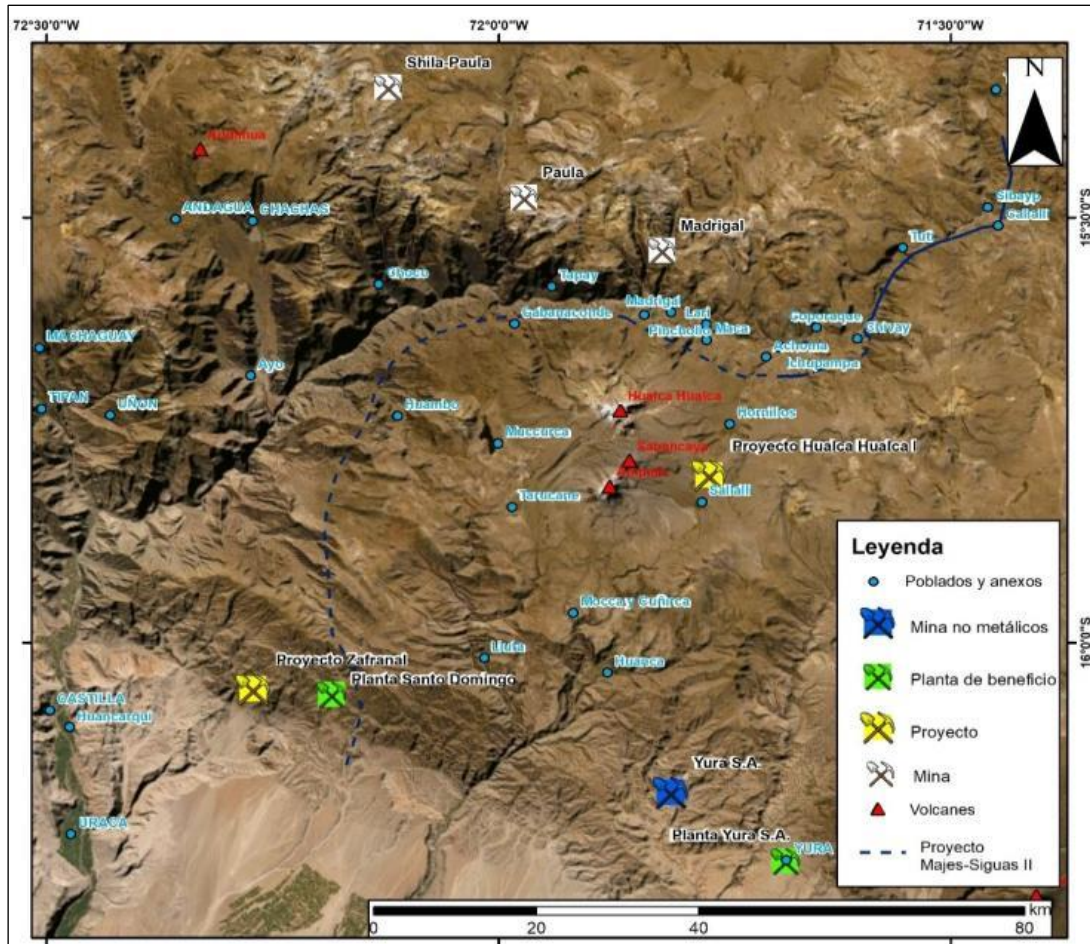 72°30'0"W
72°0'0"W
71°30'0"W
Shila-Paula
N
Paula
Sibayo
ANDAGUA
CHACHAS
15°30'0"S
Callalli
Madrigal
Tuti
Choco
Tapay
Madrigal
Lari
Cabanaconde
Pinchollo
Maca
Coporaque
Chivay
MACHAGUAY
Achoma
Ichupampa
Ayo
TIPAN
UÑON
Huambo
Hualca Hualca
Hornillos
Muccurca
Proyecto Hualca Hualca I
Sabancaya
Sallalli
Tarucane
Leyenda
Poblados y anexos
Mina no metálicos
Planta de beneficio
Proyecto
Mina
Volcanes
Proyecto
Majes-Siguas II
Mocca y Cuñirca
16°0'0"S
Lluta
Huanca
Proyecto Zafranal
Planta Santo Domingo
CASTILLA
Huancarqui
Yura S.A.
URACA
Planta Yura S.A.
YURA
km
0
20
40
80